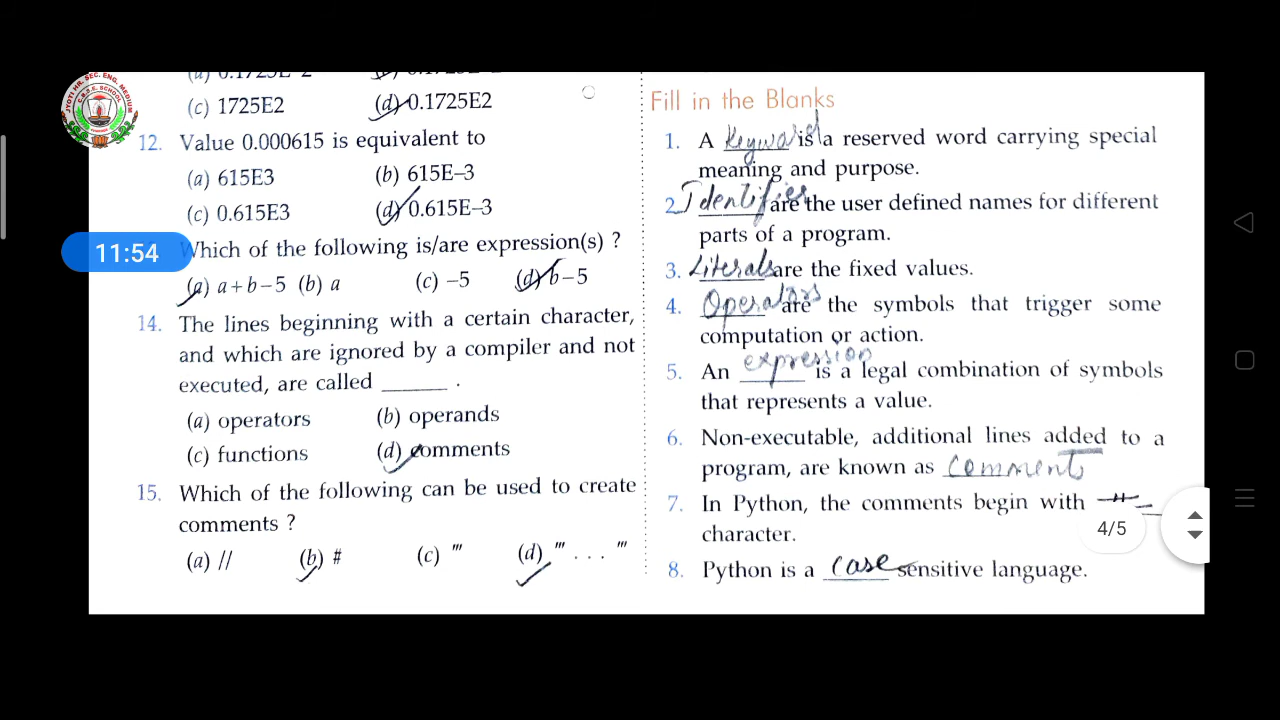 (c) 1725E2 (d) 0.1725E2
12. Value 0.000615 is equivalent to
(a) 615E3 (b) 615E–3
(c) 0.615E3 (d) 0.615E–3
11:54
Which of the following is/are expression(s) ?
(a) a+b–5 (b) a (c) –5 (d) b–5
14. The lines beginning with a certain character,
and which are ignored by a compiler and not
executed, are called ______ .
(a) operators (b) operands
(c) functions (d) comments
15. Which of the following can be used to create
comments ?
(a) // (b) # (c) ''' (d) ''' . . . '''
Fill in the Blanks
1. A Keyword is a reserved word carrying special
meaning and purpose.
2. Identifier are the user defined names for different
parts of a program.
3. Literals are the fixed values.
4. Operators are the symbols that trigger some
computation or action.
5. An expression is a legal combination of symbols
that represents a value.
6. Non-executable, additional lines added to a
program, are known as comments
7. In Python, the comments begin with #
character.
8. Python is a case sensitive language.
4/5